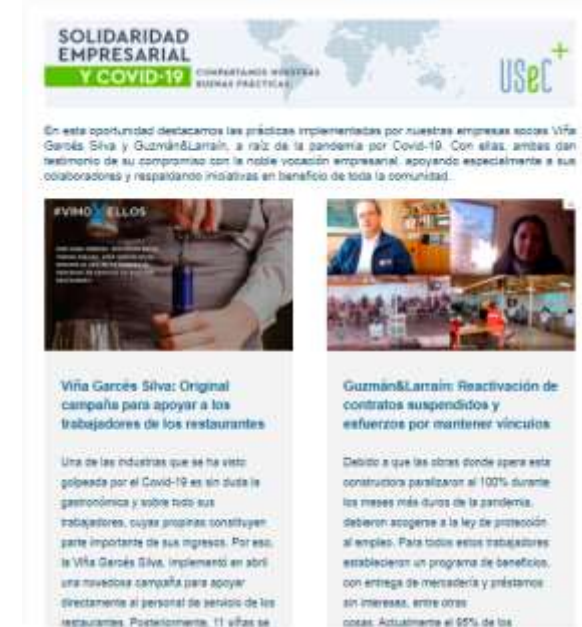 SOLIDARIDAD
EMPRESARIAL
Y COVID-19
COMPARTAMOS NUESTRAS
BUENAS PRÁCTICAS
USeC+
En esta oportunidad destacamos las prácticas implementadas por nuestras empresas socias Viña
Garcés Silva y Guzmán&Larraín, a raíz de la pandemia por Covid-19. Con ellas, ambas dan
testimonio de su compromiso con la noble vocación empresarial, apoyando especialmente a sus
colaboradores y respaldando iniciativas en beneficio de toda la comunidad.
#VINOXELLOS
Viña Garcés Silva: Original
campaña para apoyar a los
trabajadores de los restaurantes
Una de las industrias que se ha visto
golpeada por el Covid-19 es sin duda la
gastronómica y sobre todo sus
trabajadores, cuyas propinas constituyen
parte importante de sus ingresos. Por eso,
la Viña Garcés Silva, implementó en abril
una novedosa campaña para apoyar
directamente al personal de servicio de los
restaurantes. Posteriormente, 11 viñas se
Guzmán&Larraín: Reactivación de
contratos suspendidos y
esfuerzos por mantener vínculos
Debido a que las obras donde opera esta
constructora paralizaron al 100% durante
los meses más duros de la pandemia,
debieron acogerse a la ley de protección
al empleo. Para todos estos trabajadores
establecieron un programa de beneficios,
con entrega de mercadería y préstamos
sin intereses, entre otras
cosas. Actualmente el 95% de los